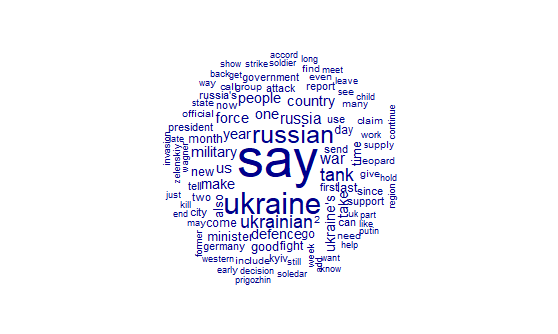 accord long
show strike soldier
back get find meet
way call group government even leave
russia's people attack report see child
state now country many
official force one russia use claim continue
president year russian day work
late month military war send time supply
invasion zelenskiy wagner new us say tank leopard
tell make first last give hold
just two also ukraine ukraine's take since region
kill support
end city come ukrainian 2 uk part
may can like
former minister defence go need putin
germany good fight week help
western include kyiv still add want
early decision soledar know
prigozhin